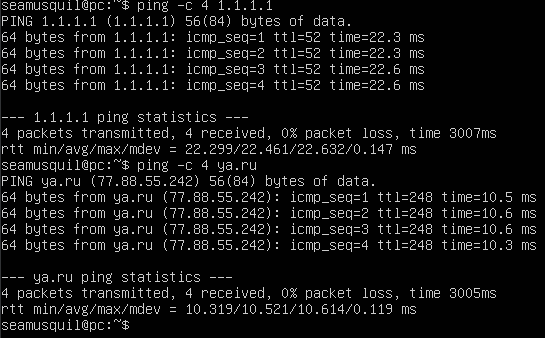 seamusquil@pc:~$ ping -c 4 1.1.1.1
PING 1.1.1.1 (1.1.1.1) 56(84) bytes of data.
64 bytes from 1.1.1.1: icmp_seq=1 ttl=52 time=22.3 ms
64 bytes from 1.1.1.1: icmp_seq=2 ttl=52 time=22.3 ms
64 bytes from 1.1.1.1: icmp_seq=3 ttl=52 time=22.6 ms
64 bytes from 1.1.1.1: icmp_seq=4 ttl=52 time=22.6 ms

--- 1.1.1.1 ping statistics ---
4 packets transmitted, 4 received, 0% packet loss, time 3007ms
rtt min/avg/max/mdev = 22.299/22.461/22.632/0.147 ms
seamusquil@pc:~$ ping -c 4 ya.ru
PING ya.ru (77.88.55.242) 56(84) bytes of data.
64 bytes from ya.ru (77.88.55.242): icmp_seq=1 ttl=248 time=10.5 ms
64 bytes from ya.ru (77.88.55.242): icmp_seq=2 ttl=248 time=10.6 ms
64 bytes from ya.ru (77.88.55.242): icmp_seq=3 ttl=248 time=10.6 ms
64 bytes from ya.ru (77.88.55.242): icmp_seq=4 ttl=248 time=10.3 ms

--- ya.ru ping statistics ---
4 packets transmitted, 4 received, 0% packet loss, time 3005ms
rtt min/avg/max/mdev = 10.319/10.521/10.614/0.119 ms
seamusquil@pc:~$